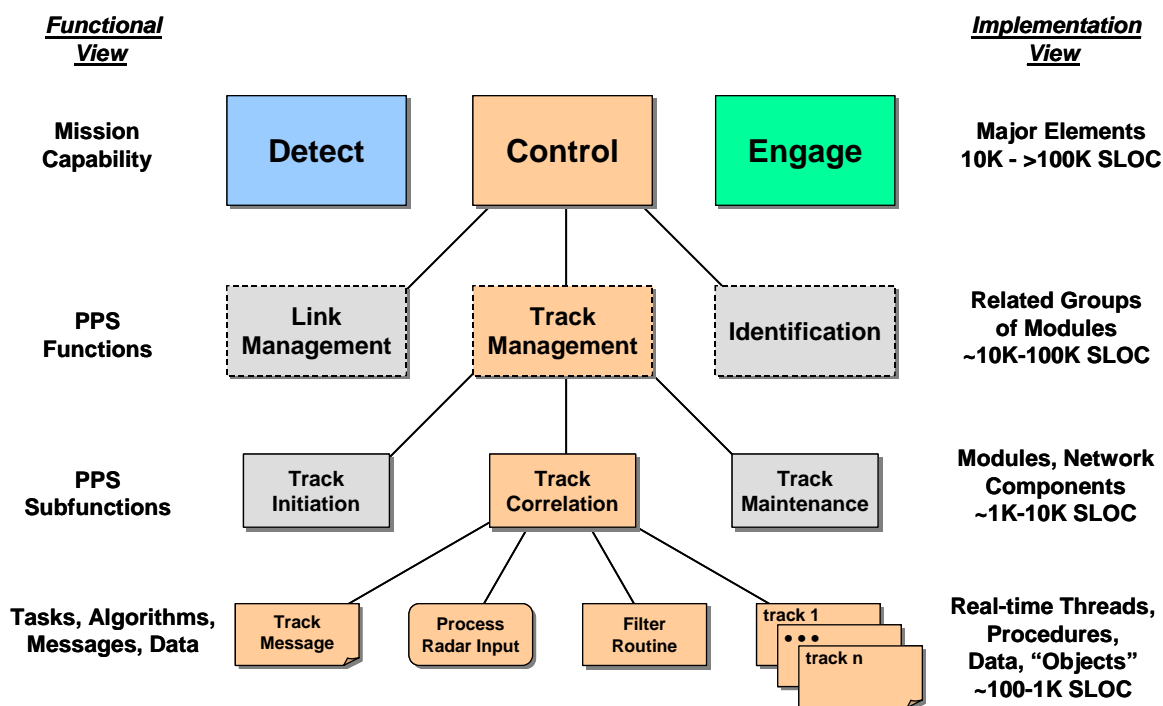 Functional
View
Implementation
View
Mission
Capability
Detect
Control
Engage
Major Elements
10K - >100K SLOC
PPS
Functions
Link
Management
Track
Management
Identification
Related Groups
of Modules
~10K-100K SLOC
PPS
Subfunctions
Track
Initiation
Track
Correlation
Track
Maintenance
Modules, Network
Components
~1K-10K SLOC
Tasks, Algorithms,
Messages, Data
Track
Message
Process
Radar Input
Filter
Routine
track 1
• • •
track n
Real-time Threads,
Procedures,
Data, “Objects”
~100-1K SLOC